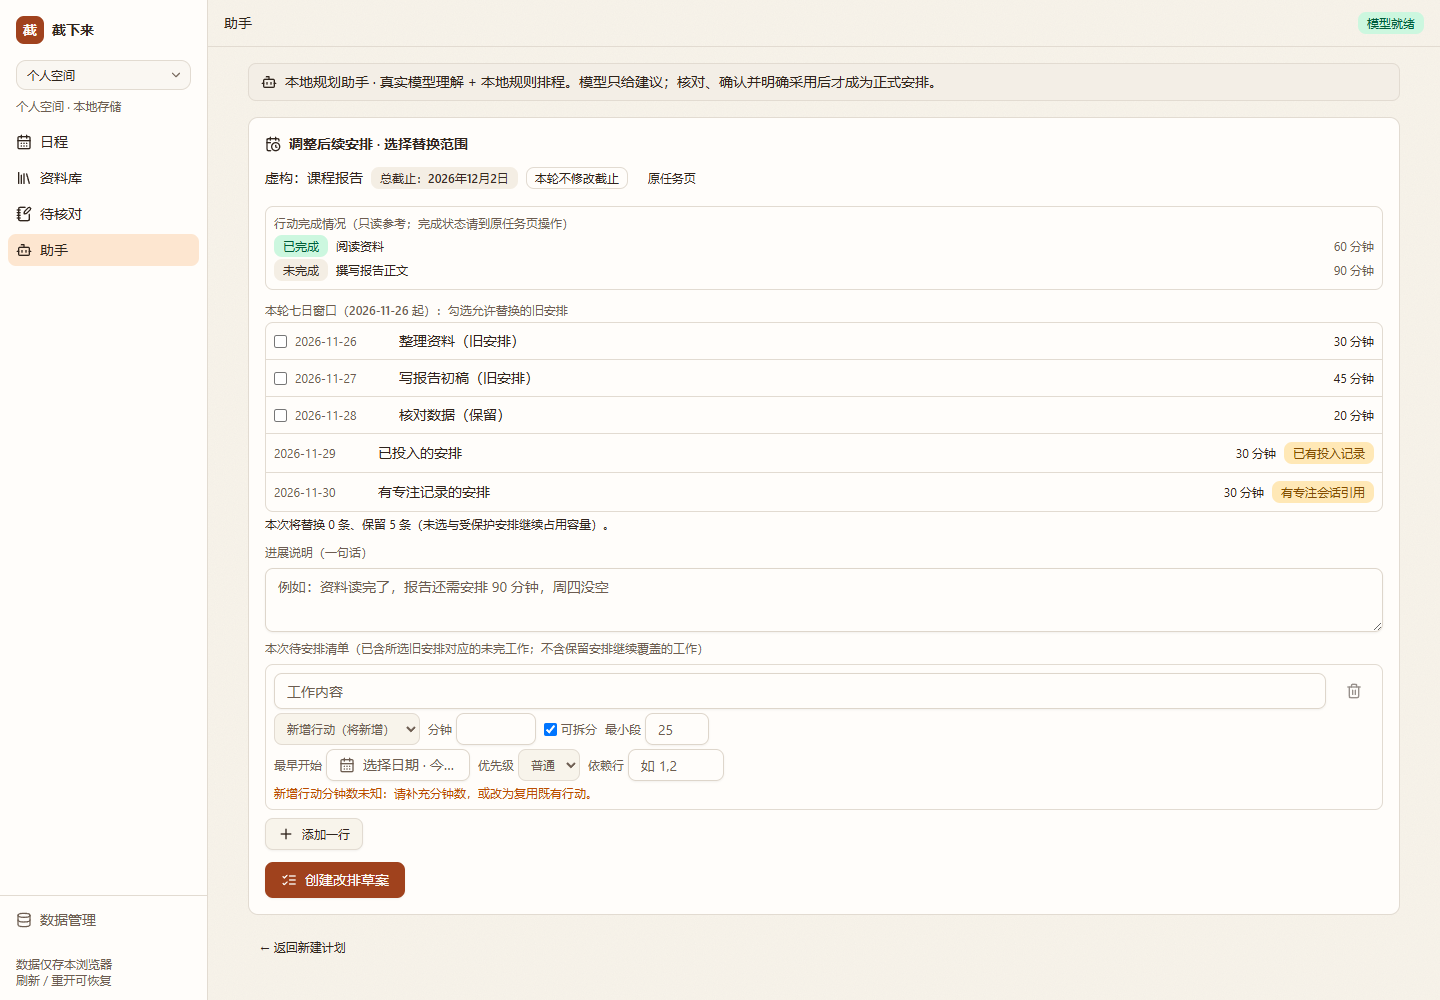 截 截下来
个人空间
个人空间 · 本地存储
日程
资料库
待核对
助手
数据管理
数据仅存本浏览器
刷新 / 重开可恢复
助手
模型就绪
本地规划助手 · 真实模型理解 + 本地规则排程。模型只给建议；核对、确认并明确采用后才成为正式安排。
调整后续安排 · 选择替换范围
虚构：课程报告 总截止：2026年12月2日 本轮不修改截止 原任务页
行动完成情况（只读参考；完成状态请到原任务页操作）
已完成 阅读资料 60 分钟
未完成 撰写报告正文 90 分钟
本轮七日窗口（2026-11-26 起）：勾选允许替换的旧安排
2026-11-26 整理资料（旧安排） 30 分钟
2026-11-27 写报告初稿（旧安排） 45 分钟
2026-11-28 核对数据（保留） 20 分钟
2026-11-29 已投入的安排 30 分钟 已有投入记录
2026-11-30 有专注记录的安排 30 分钟 有专注会话引用
本次将替换 0 条、保留 5 条（未选与受保护安排继续占用容量）。
进展说明（一句话）
例如：资料读完了，报告还需安排 90 分钟，周四没空
本次待安排清单（已含所选旧安排对应的未完工作；不含保留安排继续覆盖的工作）
工作内容
新增行动（将新增） 分钟 可拆分 最小段 25
最早开始 选择日期 · 今... 优先级 普通 依赖行 如 1,2
新增行动分钟数未知：请补充分钟数，或改为复用既有行动。
添加一行
创建改排草案
← 返回新建计划